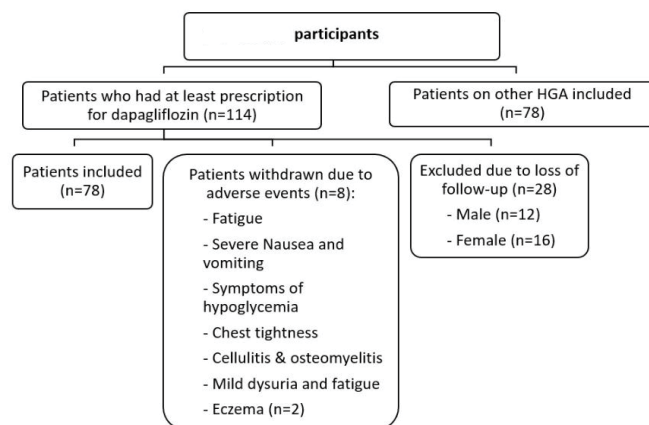 participants
Patients who had at least prescription
for dapagliflozin (n=114)
Patients on other HGA included
(n=78)
Patients included
(n=78)
Patients withdrawn due to
adverse events (n=8):
- Fatigue
- Severe Nausea and
vomiting
- Symptoms of
hypoglycemia
- Chest tightness
- Cellulitis & osteomyelitis
- Mild dysuria and fatigue
- Eczema (n=2)
Excluded due to loss of
follow-up (n=28)
- Male (n=12)
- Female (n=16)